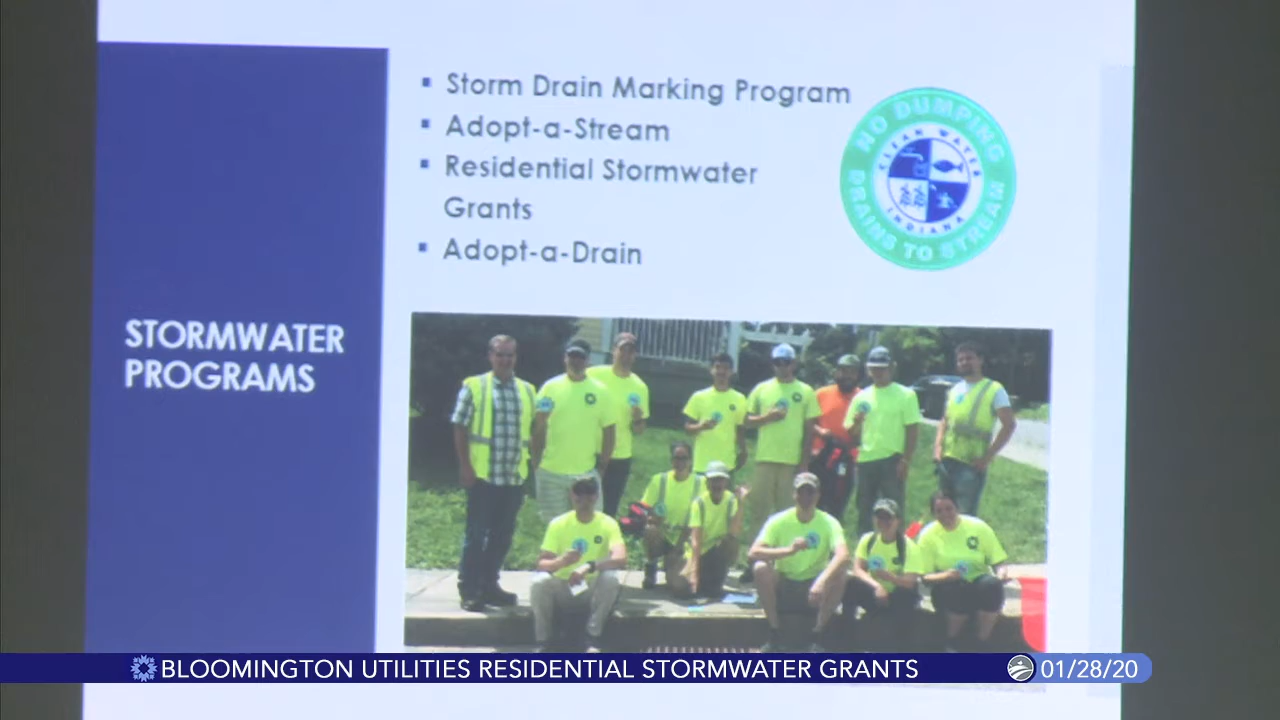 ▪ Storm Drain Marking Program
▪ Adopt-a-Stream
▪ Residential Stormwater
Grants
▪ Adopt-a-Drain
NO DUMPING
CLEAN WATER
INDIANA
DRAINS TO STREAM
STORMWATER
PROGRAMS
BLOOMINGTON UTILITIES RESIDENTIAL STORMWATER GRANTS
01/28/20